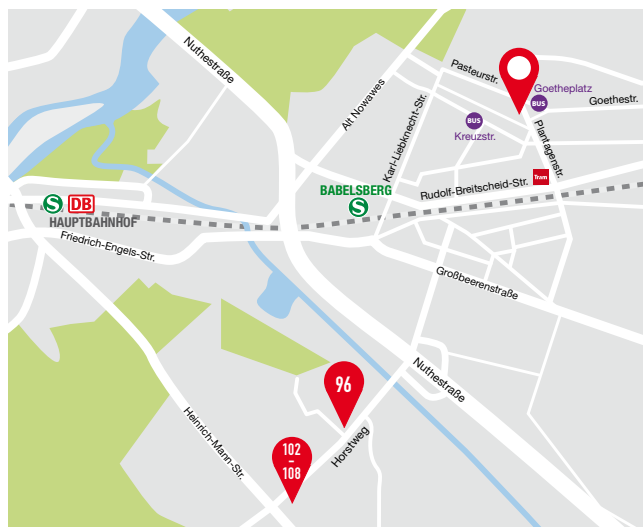 Nuthestraße
Pasteurstr.
Goetheplatz
BUS
Goethestr.
Alt Nowawes
Karl-Liebknecht-Str.
BUS
Kreuzstr.
Plantagenstr.
Tram
BABELSBERG
S
Rudolf-Breitscheid-Str.
S DB
HAUPTBAHNHOF
Friedrich-Engels-Str.
Großbeerenstraße
Nuthestraße
96
Heinrich-Mann-Str.
Horstweg
102
–
108